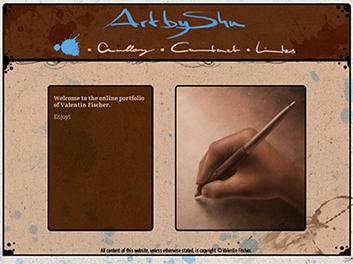 ArtbyShu
• Gallery • Contact • Links
Welcome to the online portfolio
of Valentin Fischer.
Enjoy!
All content of this website, unless otherwise stated, is copyright © Valentin Fischer.